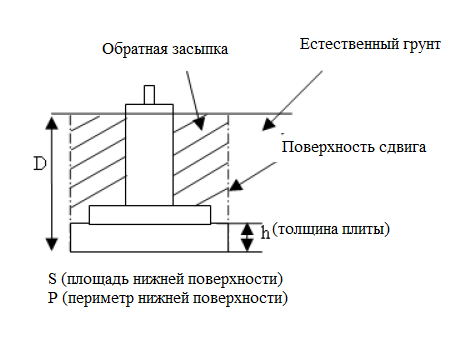 Обратная засыпка
Естественный грунт
Поверхность сдвига
D
h (толщина плиты)
S (площадь нижней поверхности)
P (периметр нижней поверхности)